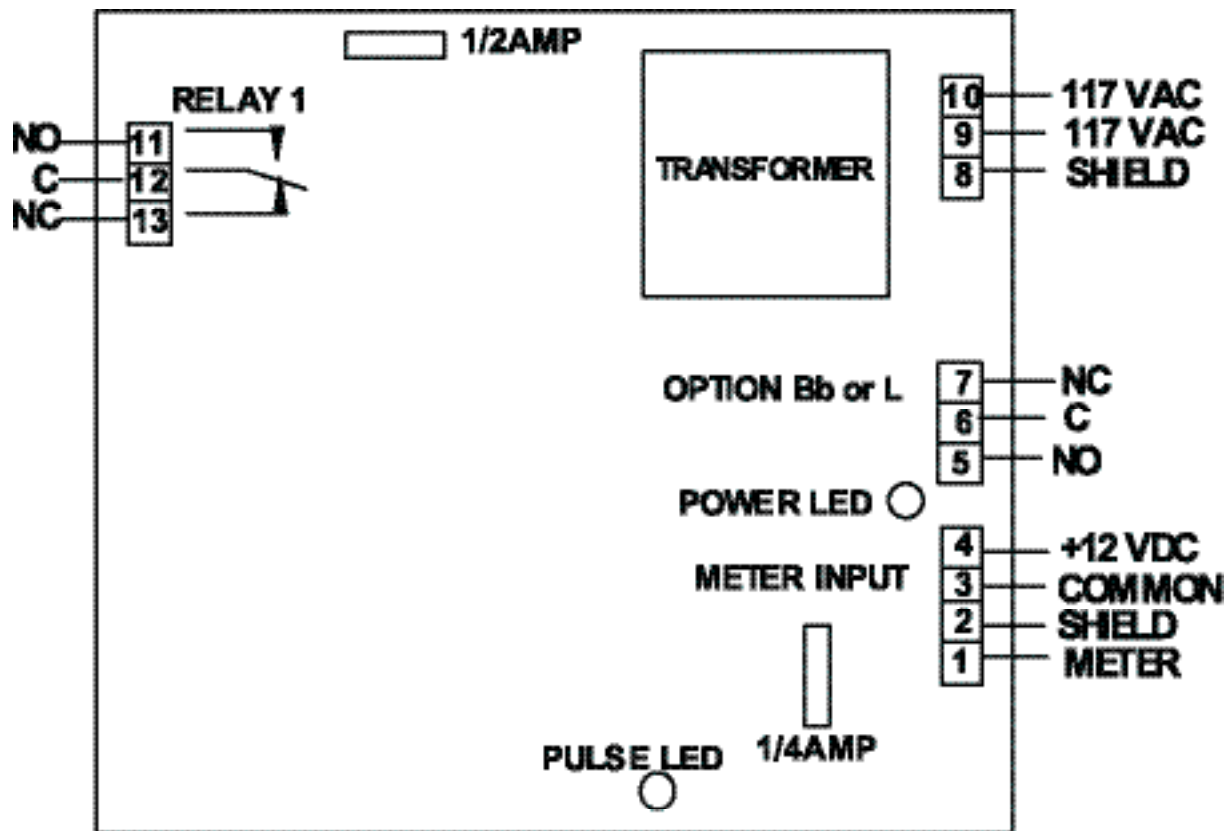 1/2AMP
RELAY 1
NO 11
C 12
NC 13
TRANSFORMER
10 117 VAC
9 117 VAC
8 SHIELD
OPTION Bb or L
7 NC
6 C
5 NO
POWER LED
METER INPUT
4 +12 VDC
3 COMMON
2 SHIELD
1 METER
1/4AMP
PULSE LED